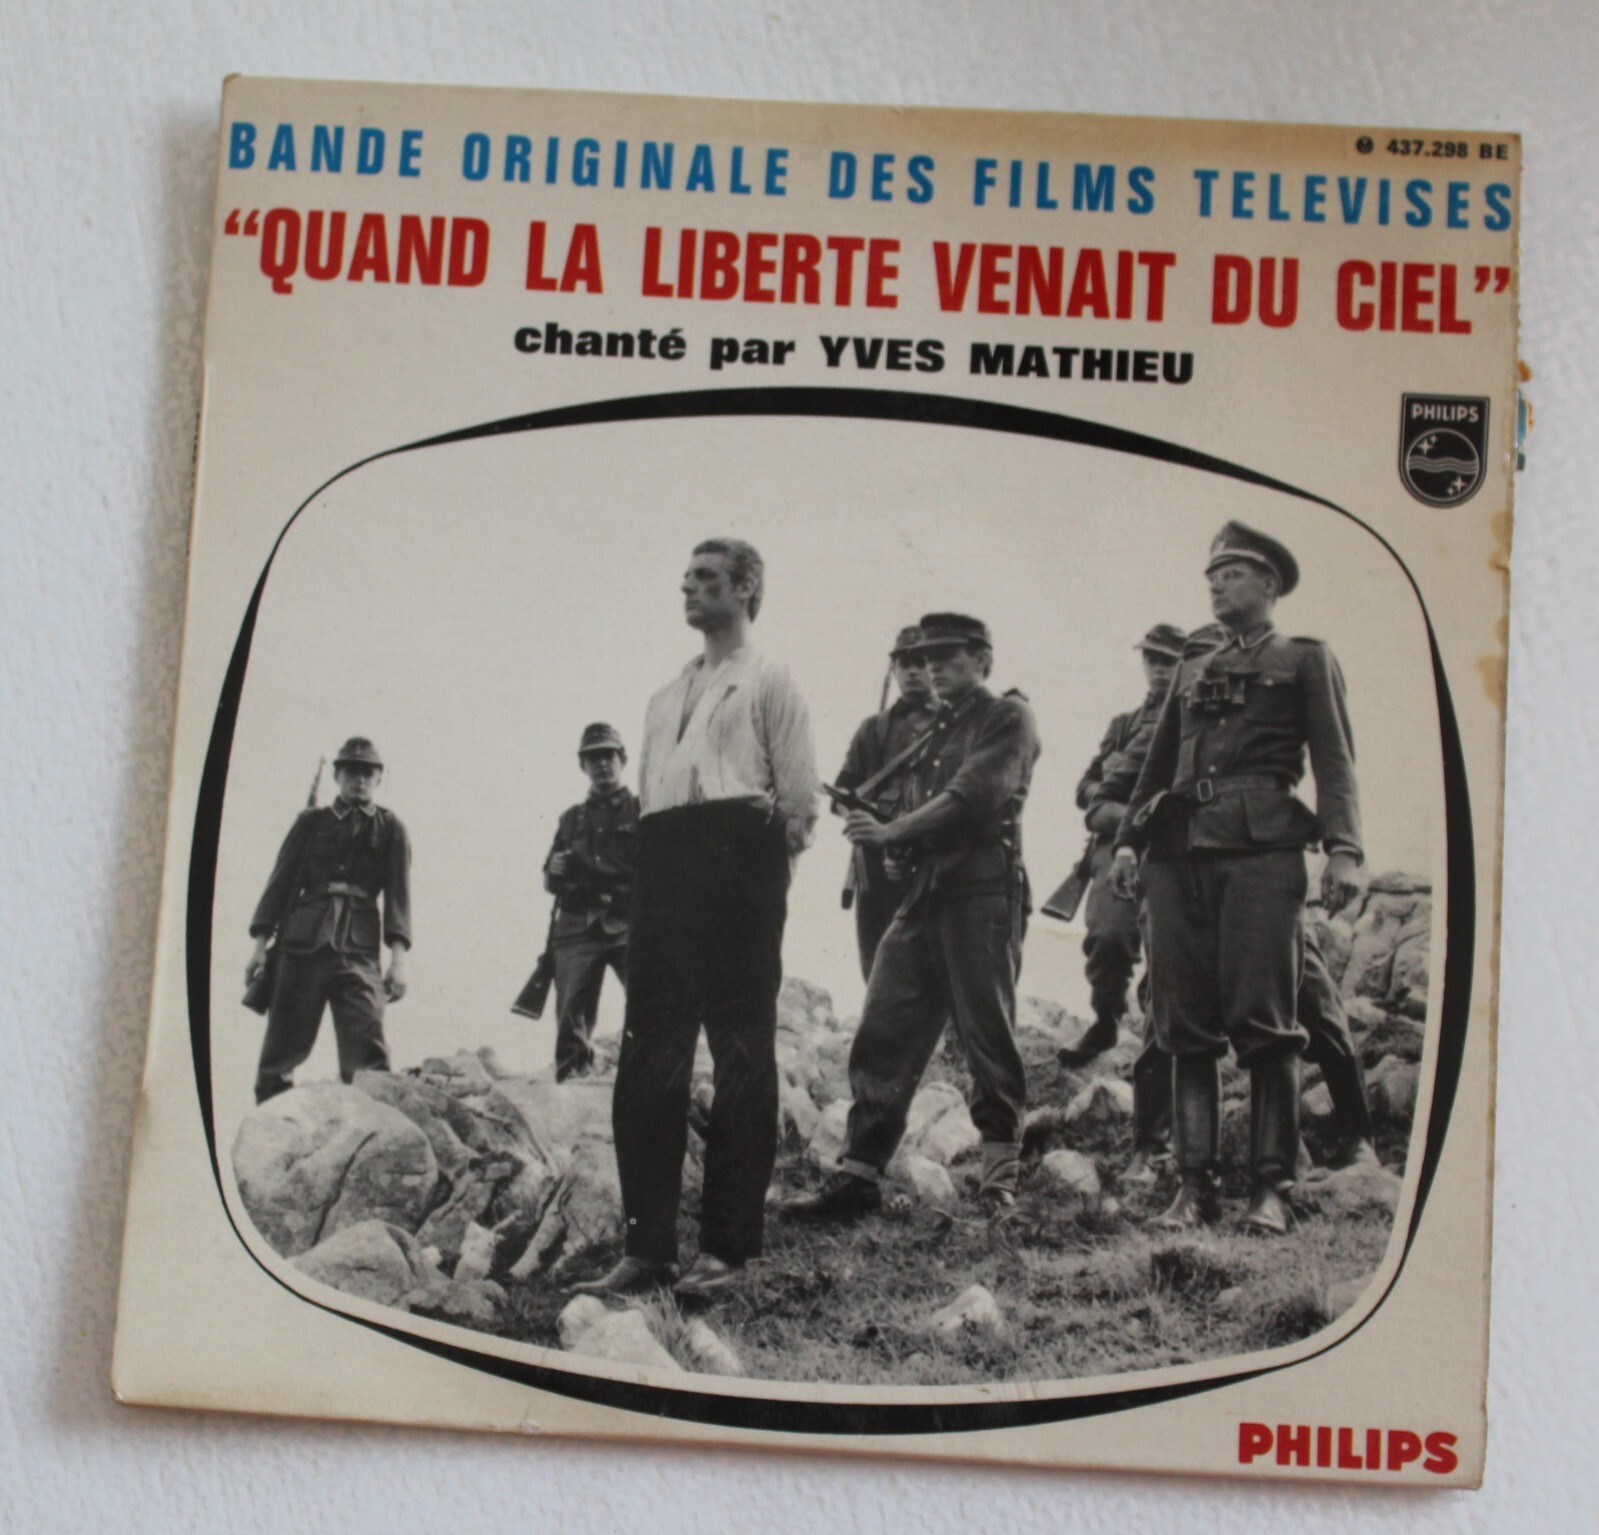 Ⓜ 437.298 BE
BANDE ORIGINALE DES FILMS TELEVISES
“QUAND LA LIBERTE VENAIT DU CIEL”
chanté par YVES MATHIEU
PHILIPS
PHILIPS